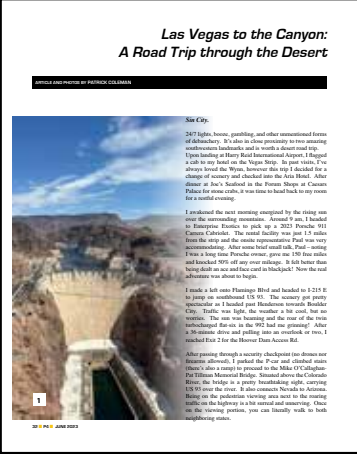 Las Vegas to the Canyon:
A Road Trip through the Desert
ARTICLE AND PHOTOS BY PATRICK COLEMAN
Sin City.
24/7 lights, booze, gambling, and other unmentioned forms
of debauchery. It's also in close proximity to two amazing
southwestern landmarks and is worth a desert road trip.
Upon landing at Harry Reid International Airport, I flagged
a cab to my hotel on the Vegas Strip. In past visits, I've
always loved the Wynn, however this trip I decided for a
change of scenery and checked into the Aria Hotel. After
dinner at Joe's Seafood in the Forum Shops at Caesars
Palace for stone crabs, it was time to head back to my room
for a restful evening.
I awakened the next morning energized by the rising sun
over the surrounding mountains. Around 9 am, I headed
to Enterprise Exotics to pick up a 2023 Porsche 911
Carrera Cabriolet. The rental facility was just 1.5 miles
from the strip and the onsite representative Paul was very
accommodating. After some brief small talk, Paul – noting
I was a long time Porsche owner, gave me 150 free miles
and knocked 50% off any over mileage. It felt better than
being dealt an ace and face card in blackjack! Now the real
adventure was about to begin.
I made a left onto Flamingo Blvd and headed to I-215 E
to jump on southbound US 93. The scenery got pretty
spectacular as I headed past Henderson towards Boulder
City. Traffic was light, the weather a bit cool, but no
worries. The sun was beaming and the roar of the twin
turbocharged flat-six in the 992 had me grinning! After
a 36-minute drive and pulling into an overlook or two, I
reached Exit 2 for the Hoover Dam Access Rd.
After passing through a security checkpoint (no drones nor
firearms allowed), I parked the P-car and climbed stairs
(there's also a ramp) to proceed to the Mike O'Callaghan-
Pat Tillman Memorial Bridge. Situated above the Colorado
River, the bridge is a pretty breathtaking sight, carrying
US 93 over the river. It also connects Nevada to Arizona.
Being on the pedestrian viewing area next to the roaring
traffic on the highway is a bit surreal and unnerving. Once
on the viewing portion, you can literally walk to both
neighboring states.
1
32 P4 JUNE 2023